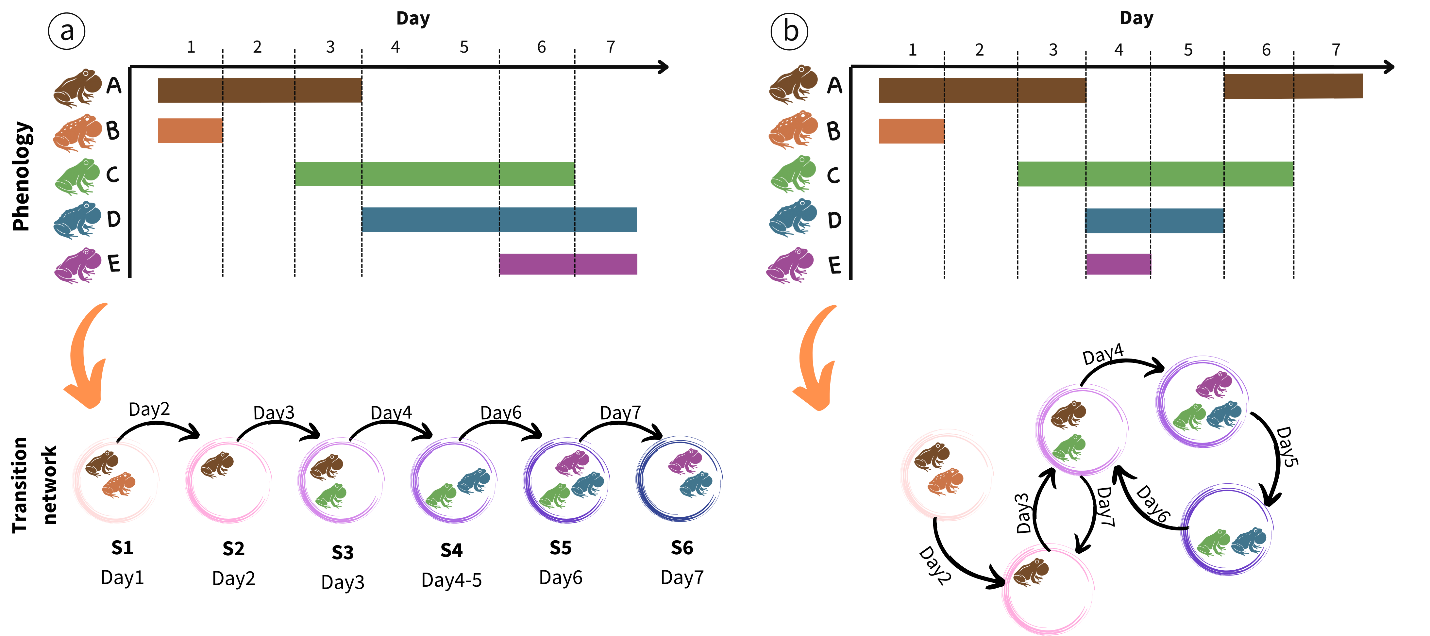 a
Day
1 2 3 4 5 6 7
Phenology
A
B
C
D
E
Transition
network
Day2 Day3 Day4 Day6 Day7
S1 S2 S3 S4 S5 S6
Day1 Day2 Day3 Day4-5 Day6 Day7
b
Day
1 2 3 4 5 6 7
A
B
C
D
E
Day4
Day5
Day3
Day7
Day6
Day2